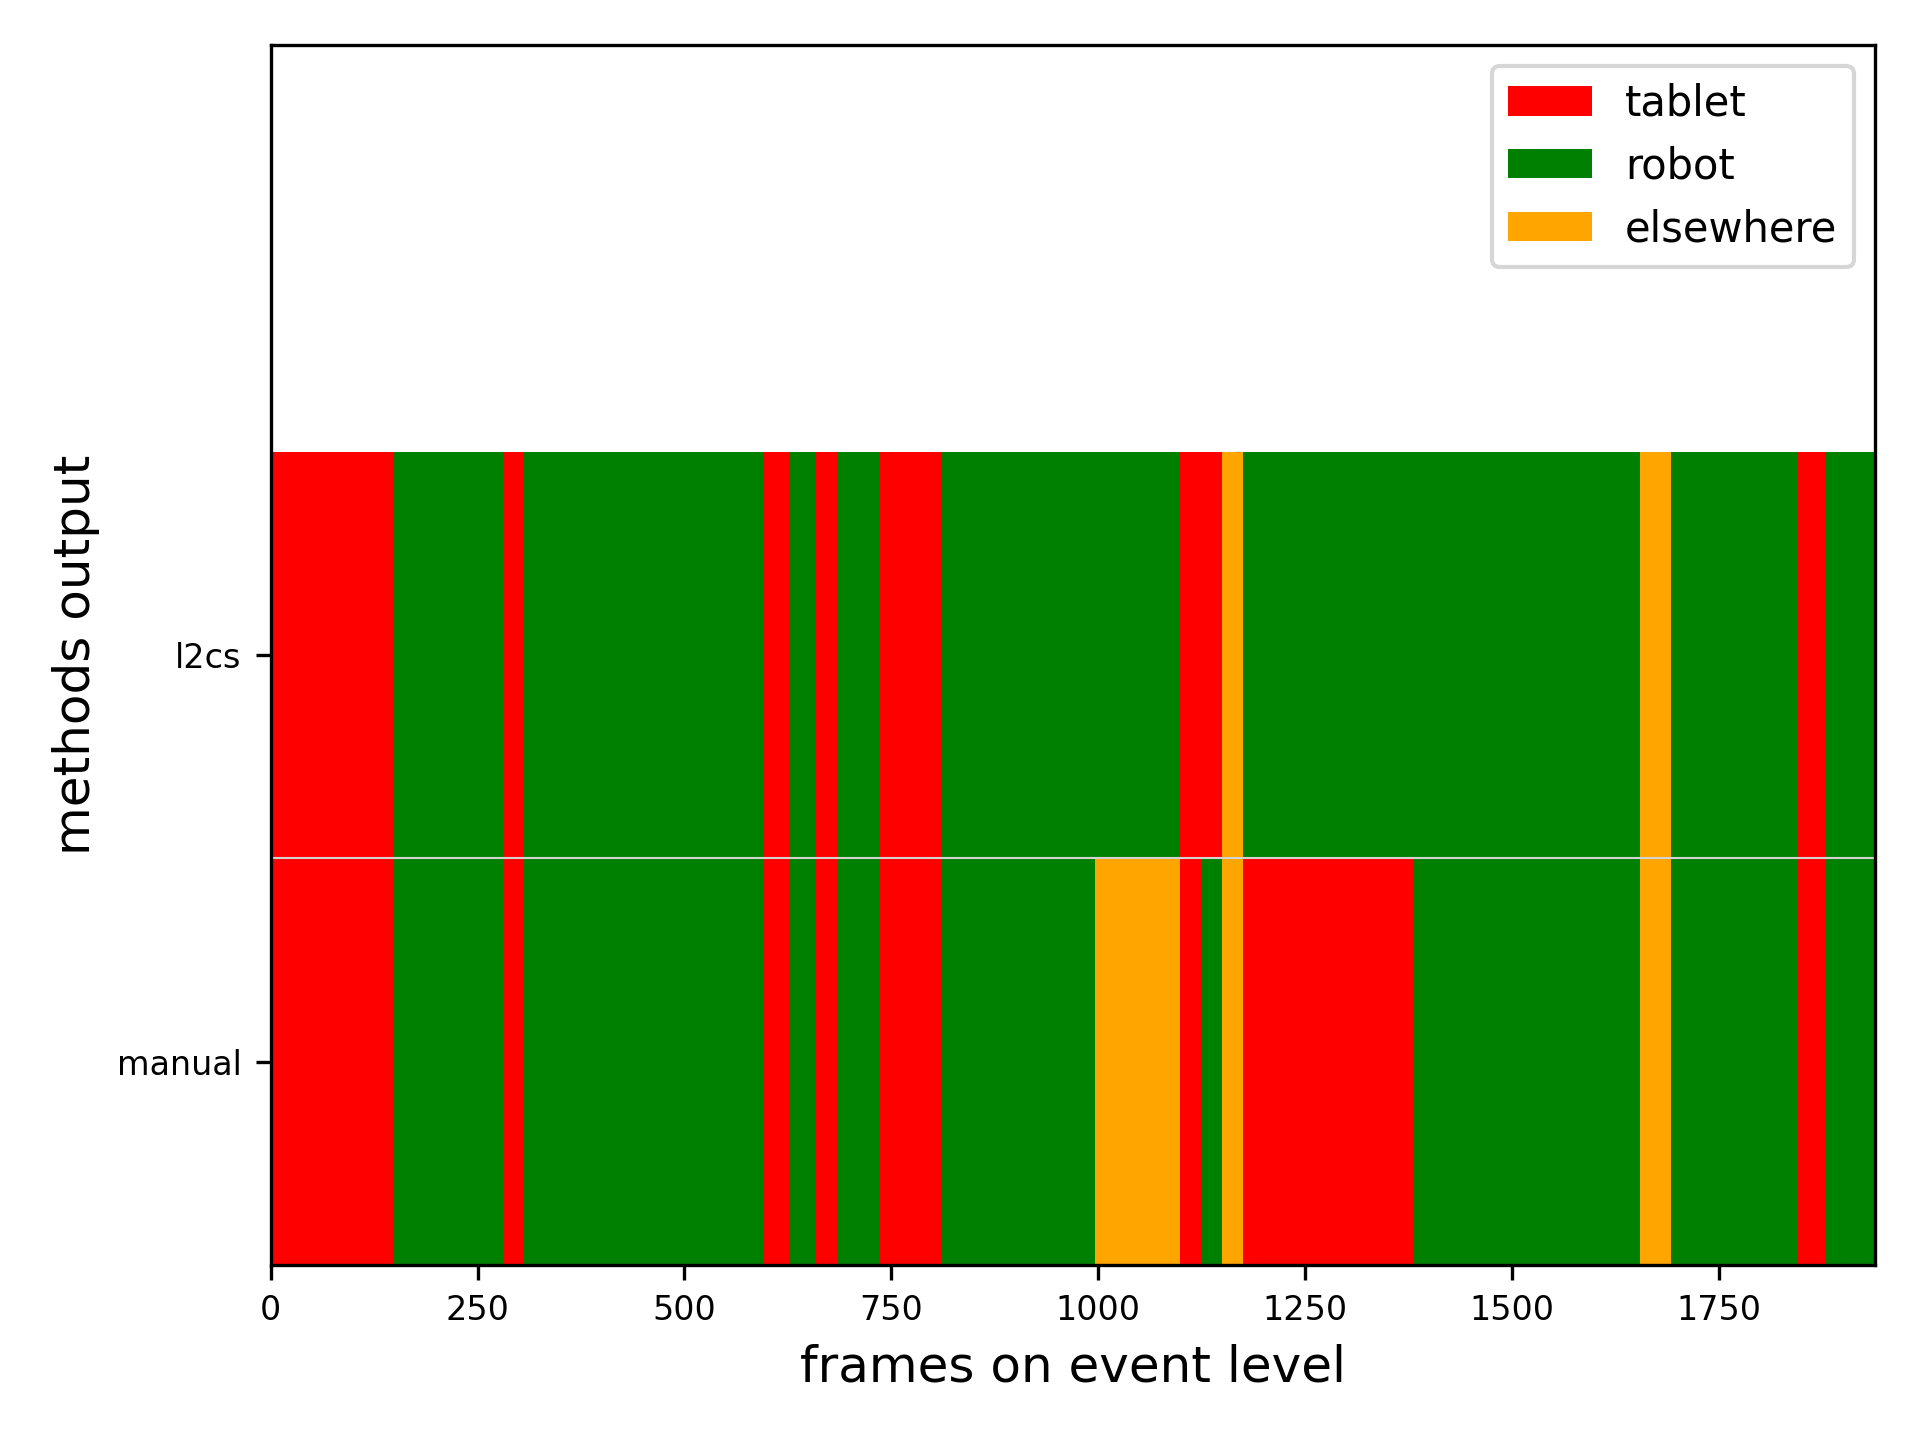 tablet
robot
elsewhere
methods output
l2cs
manual
0 250 500 750 1000 1250 1500 1750
frames on event level